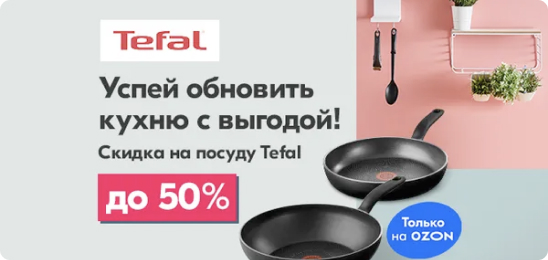 Tefal
Успей обновить
кухню с выгодой!
Скидка на посуду Tefal
до 50%
Только
на OZON